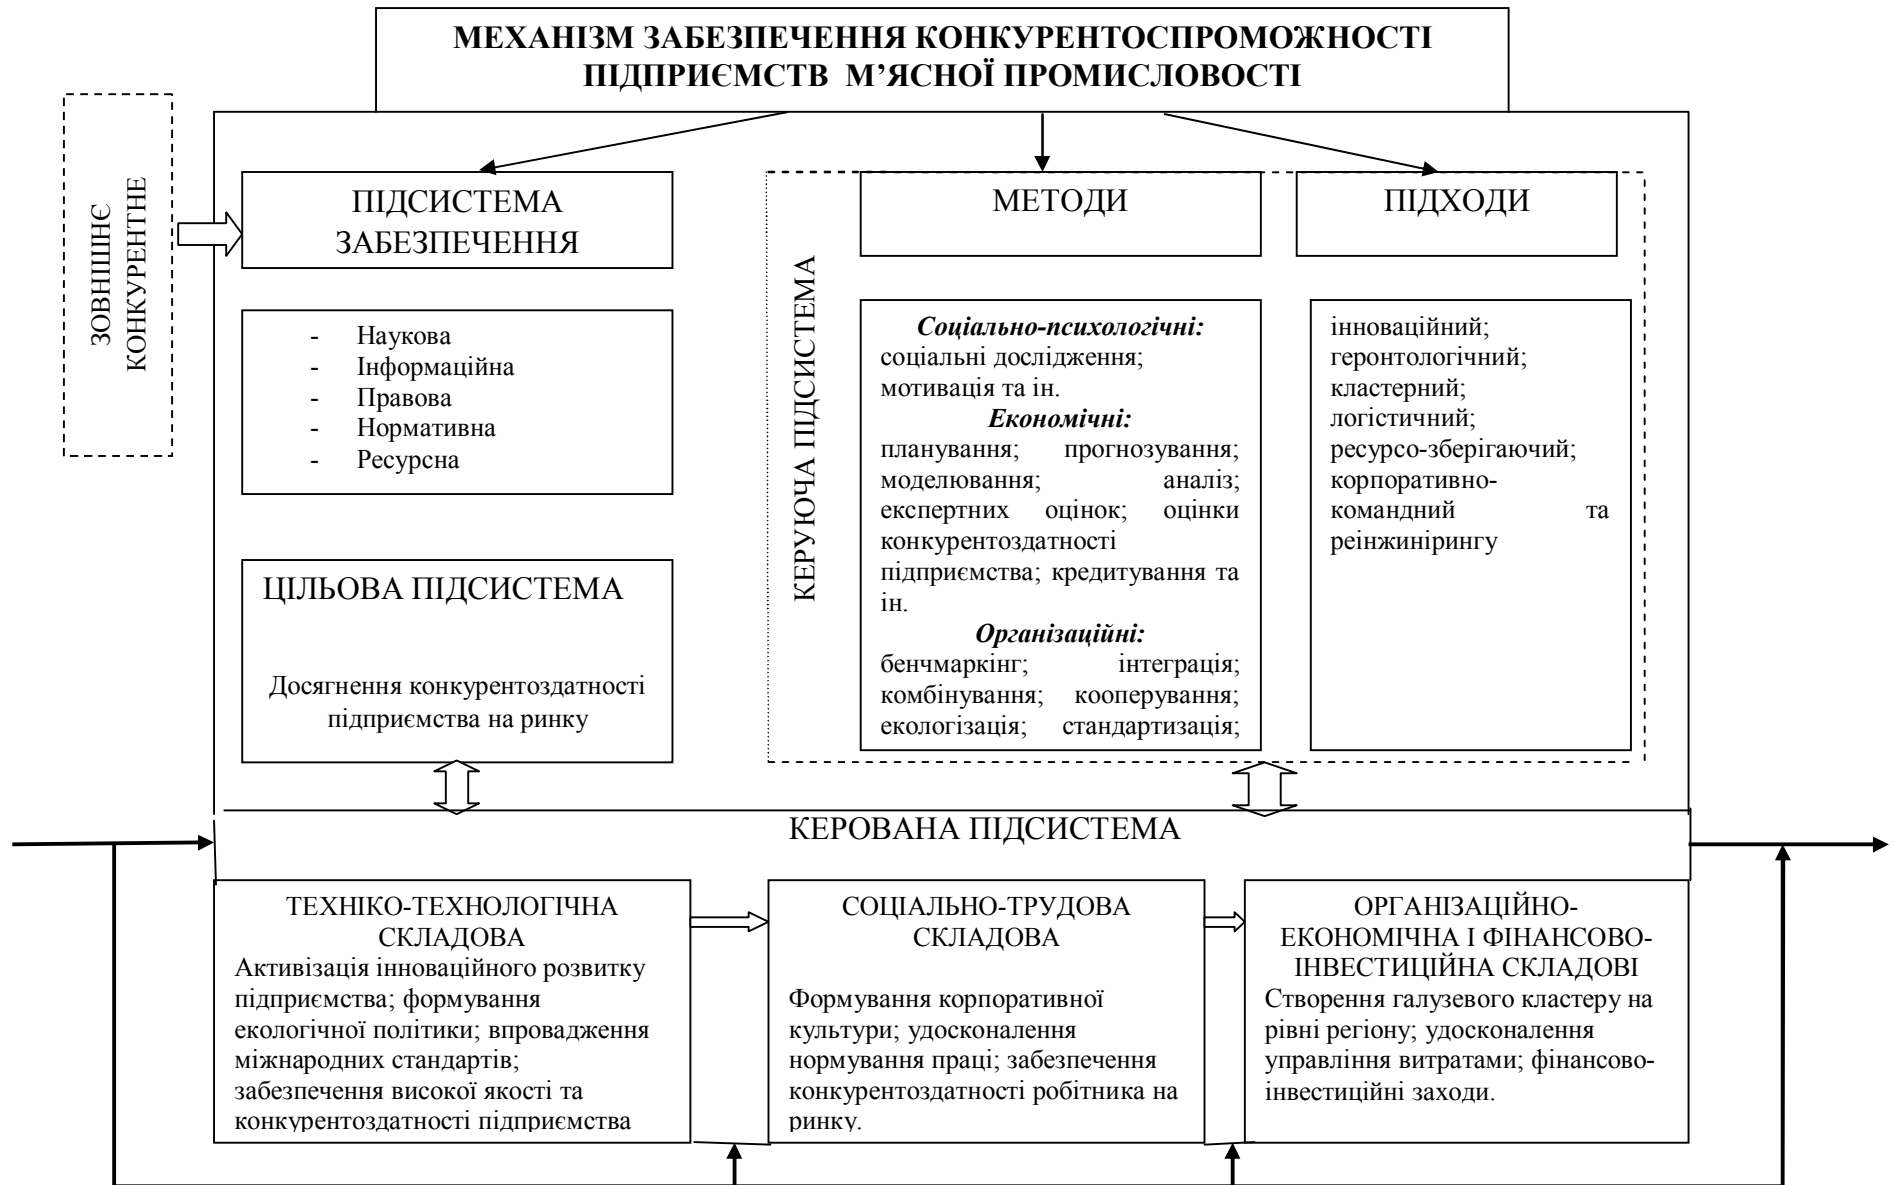 МЕХАНІЗМ ЗАБЕЗПЕЧЕННЯ КОНКУРЕНТОСПРОМОЖНОСТІ
ПІДПРИЄМСТВ М’ЯСНОЇ ПРОМИСЛОВОСТІ
ЗОВНІШНЄ
КОНКУРЕНТНЕ
ПІДСИСТЕМА
ЗАБЕЗПЕЧЕННЯ
- Наукова
- Інформаційна
- Правова
- Нормативна
- Ресурсна
ЦІЛЬОВА ПІДСИСТЕМА
Досягнення конкурентоздатності
підприємства на ринку
КЕРУЮЧА ПІДСИСТЕМА
МЕТОДИ
Соціально-психологічні:
соціальні дослідження;
мотивація та ін.
Економічні:
планування; прогнозування;
моделювання; аналіз;
експертних оцінок; оцінки
конкурентоздатності
підприємства; кредитування та
ін.
Організаційні:
бенчмаркінг; інтеграція;
комбінування; кооперування;
екологізація; стандартизація;
ПІДХОДИ
інноваційний;
геронтологічний;
кластерний;
логістичний;
ресурсо-зберігаючий;
корпоративно-
командний та
реінжинірингу
КЕРОВАНА ПІДСИСТЕМА
ТЕХНІКО-ТЕХНОЛОГІЧНА
СКЛАДОВА
Активізація інноваційного розвитку
підприємства; формування
екологічної політики; впровадження
міжнародних стандартів;
забезпечення високої якості та
конкурентоздатності підприємства
СОЦІАЛЬНО-ТРУДОВА
СКЛАДОВА
Формування корпоративної
культури; удосконалення
нормування праці; забезпечення
конкурентоздатності робітника на
ринку.
ОРГАНІЗАЦІЙНО-
ЕКОНОМІЧНА І ФІНАНСОВО-
ІНВЕСТИЦІЙНА СКЛАДОВІ
Створення галузевого кластеру на
рівні регіону; удосконалення
управління витратами; фінансово-
інвестиційні заходи.